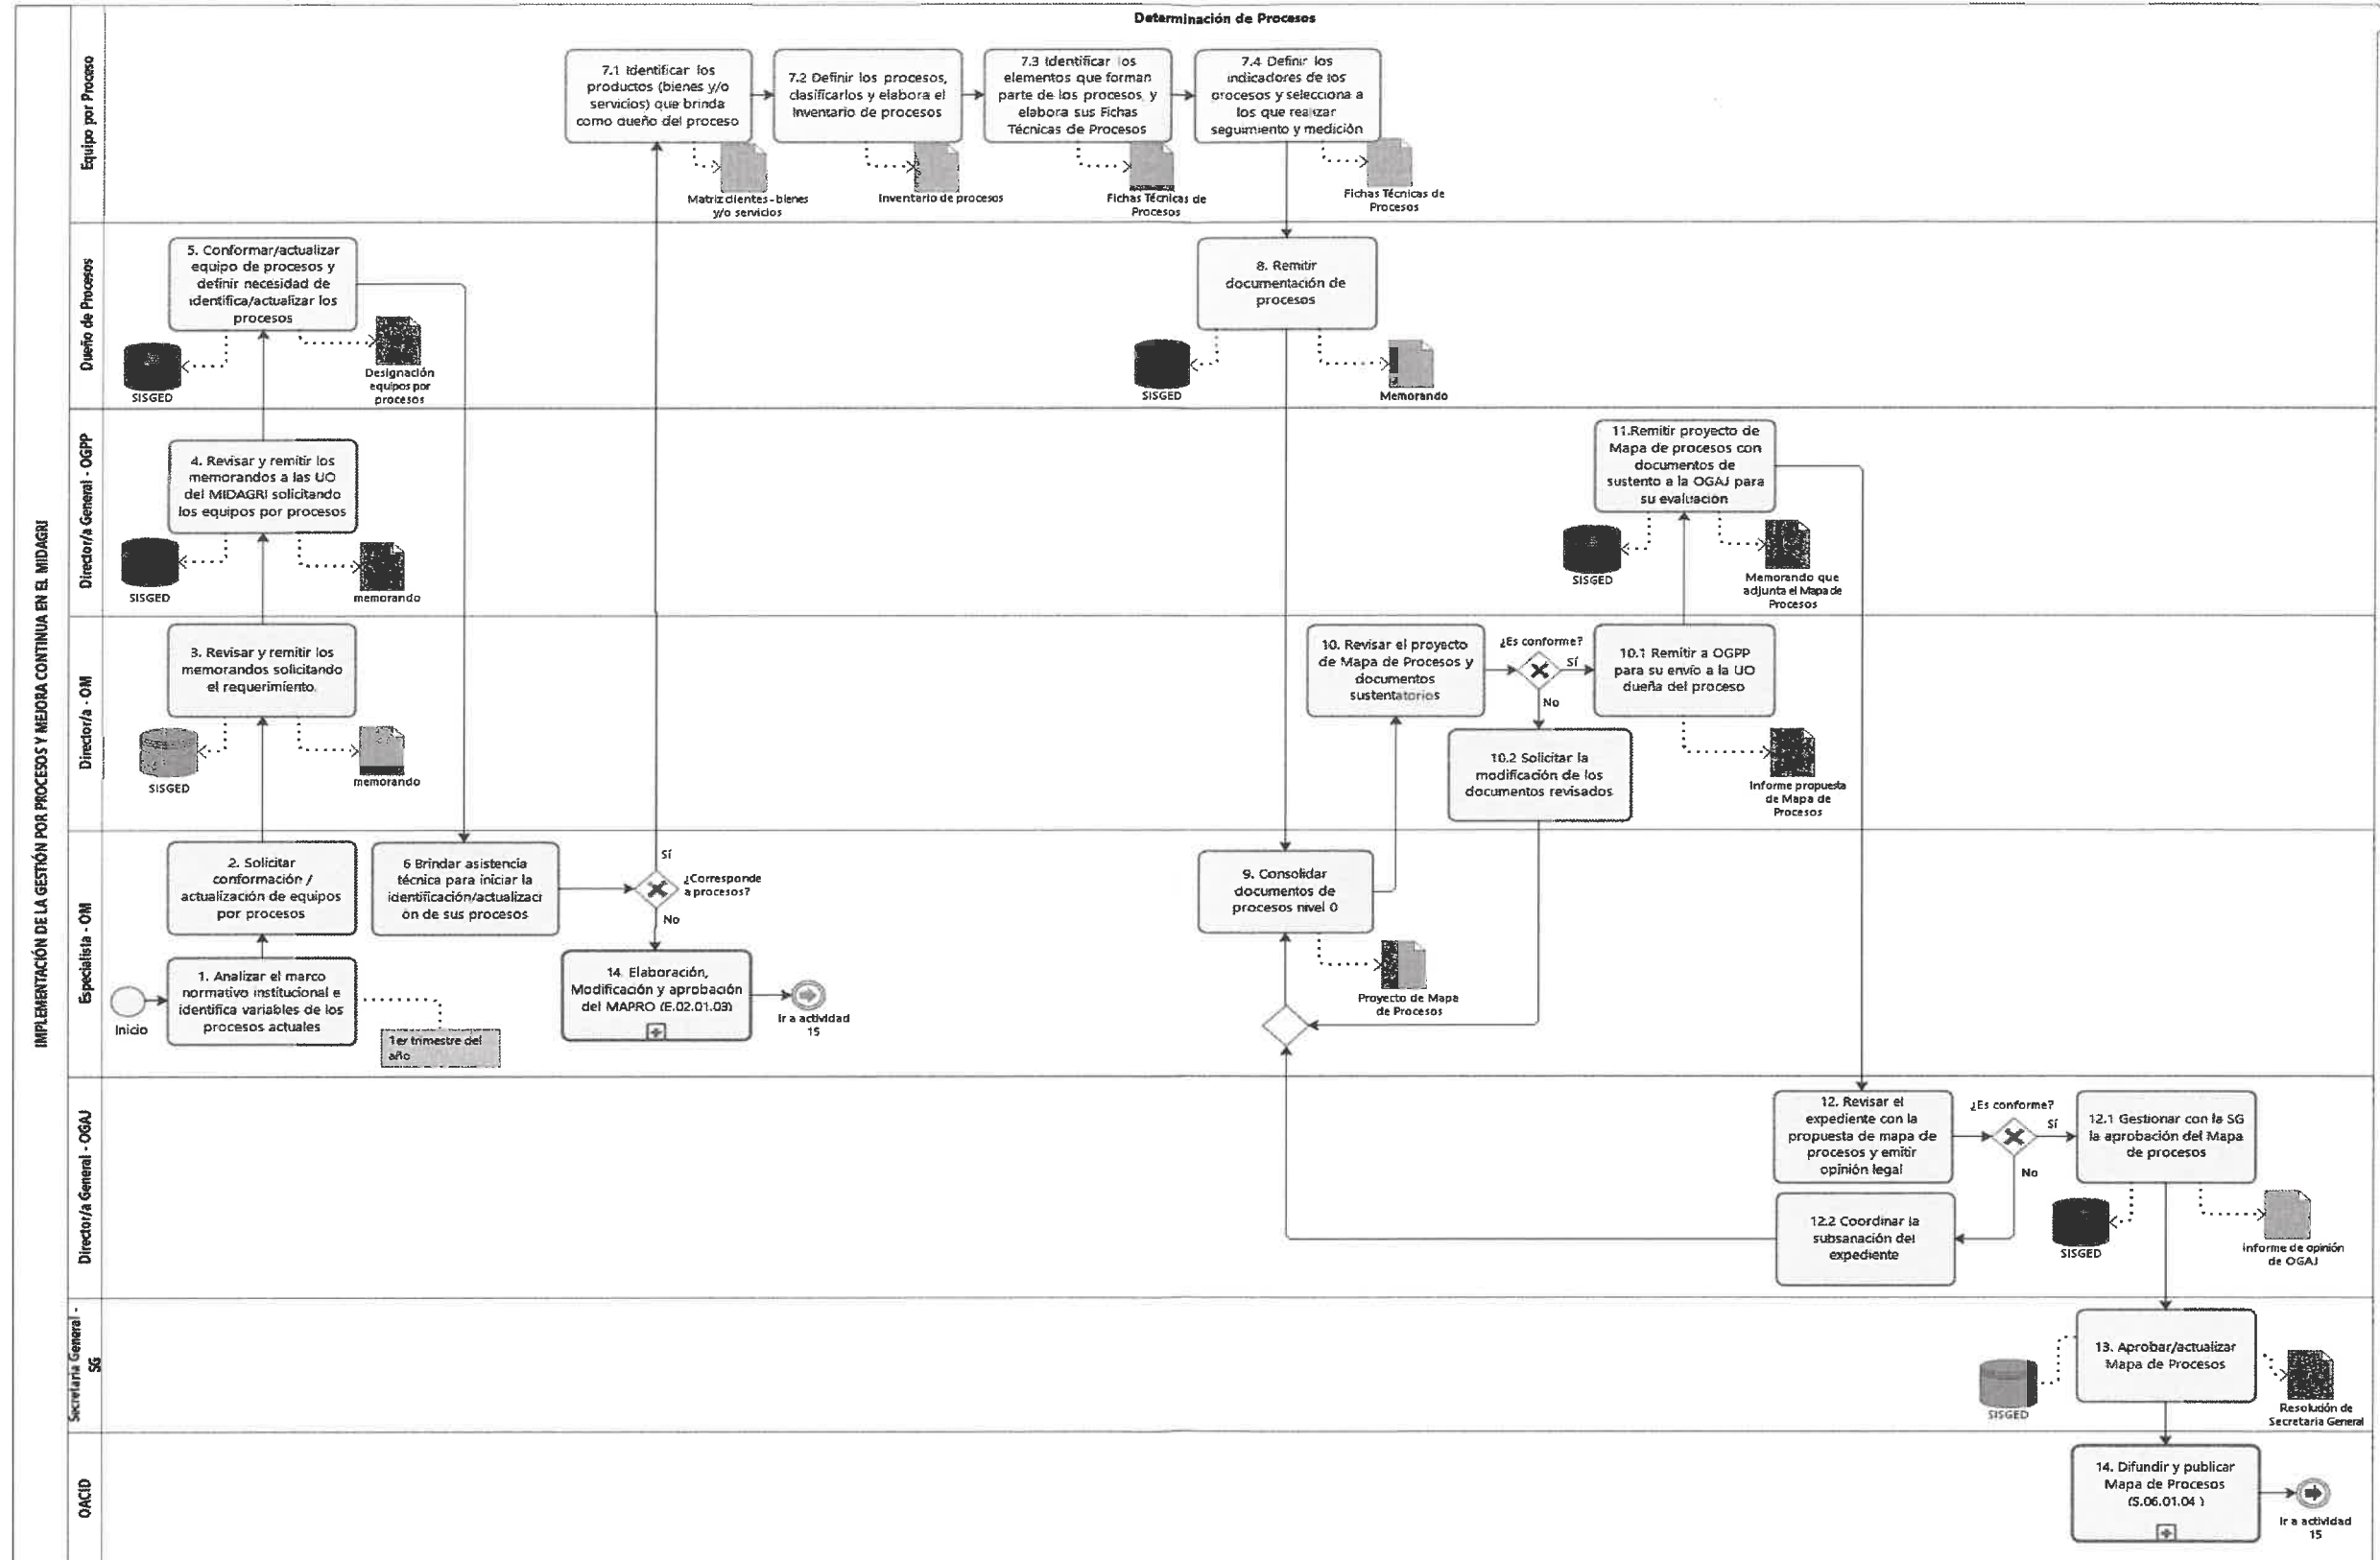 Determinación de Procesos
IMPLEMENTACIÓN DE LA GESTIÓN POR PROCESOS Y MEJORA CONTINUA EN EL MIDAGRI
Equipo por Proceso
7.1 Identificar los
productos (bienes y/o
servicios) que brinda
como dueño del proceso
Matriz clientes - bienes
y/o servicios
7.2 Definir los procesos,
clasificarlos y elabora el
Inventario de procesos
Inventario de procesos
7.3 Identificar los
elementos que forman
parte de los procesos, y
elabora sus Fichas
Técnicas de Procesos
Fichas Técnicas de
Procesos
7.4 Definir los
indicadores de los
procesos y selecciona a
los que realizar
seguimiento y medición
Fichas Técnicas de
Procesos
Dueño de Procesos
5. Conformar/actualizar
equipo de procesos y
definir necesidad de
identifica/actualizar los
procesos
SISGED
Designación
equipos por
procesos
8. Remitir
documentación de
procesos
SISGED
Memorando
Director/a General - OGPP
4. Revisar y remitir los
memorandos a las UO
del MIDAGRI solicitando
los equipos por procesos
SISGED
memorando
11.Remitir proyecto de
Mapa de procesos con
documentos de
sustento a la OGAJ para
su evaluación
SISGED
Memorando que
adjunta el Mapa de
Procesos
Director/a - OM
3. Revisar y remitir los
memorandos solicitando
el requerimiento.
SISGED
memorando
10. Revisar el proyecto
de Mapa de Procesos y
documentos
sustentatorios
¿Es conforme?
Sí
No
10.1 Remitir a OGPP
para su envío a la UO
dueña del proceso
10.2 Solicitar la
modificación de los
documentos revisados
Informe propuesta
de Mapa de
Procesos
Especialista - OM
2. Solicitar
conformación /
actualización de equipos
por procesos
6 Brindar asistencia
técnica para iniciar la
identificación/actualizaci
ón de sus procesos
Sí
¿Corresponde
a procesos?
No
9. Consolidar
documentos de
procesos nivel 0
Proyecto de Mapa
de Procesos
Inicio
1. Analizar el marco
normativo institucional e
identifica variables de los
procesos actuales
1er trimestre del
año
14. Elaboración,
Modificación y aprobación
del MAPRO (E.02.01.03)
Ir a actividad
15
Director/a General - OGAJ
12. Revisar el
expediente con la
propuesta de mapa de
procesos y emitir
opinión legal
¿Es conforme?
Sí
No
12.1 Gestionar con la SG
la aprobación del Mapa
de procesos
12.2 Coordinar la
subsanación del
expediente
SISGED
Informe de opinión
de OGAJ
Secretaria General -
SG
13. Aprobar/actualizar
Mapa de Procesos
SISGED
Resolución de
Secretaria General
OACID
14. Difundir y publicar
Mapa de Procesos
(S.06.01.04 )
Ir a actividad
15